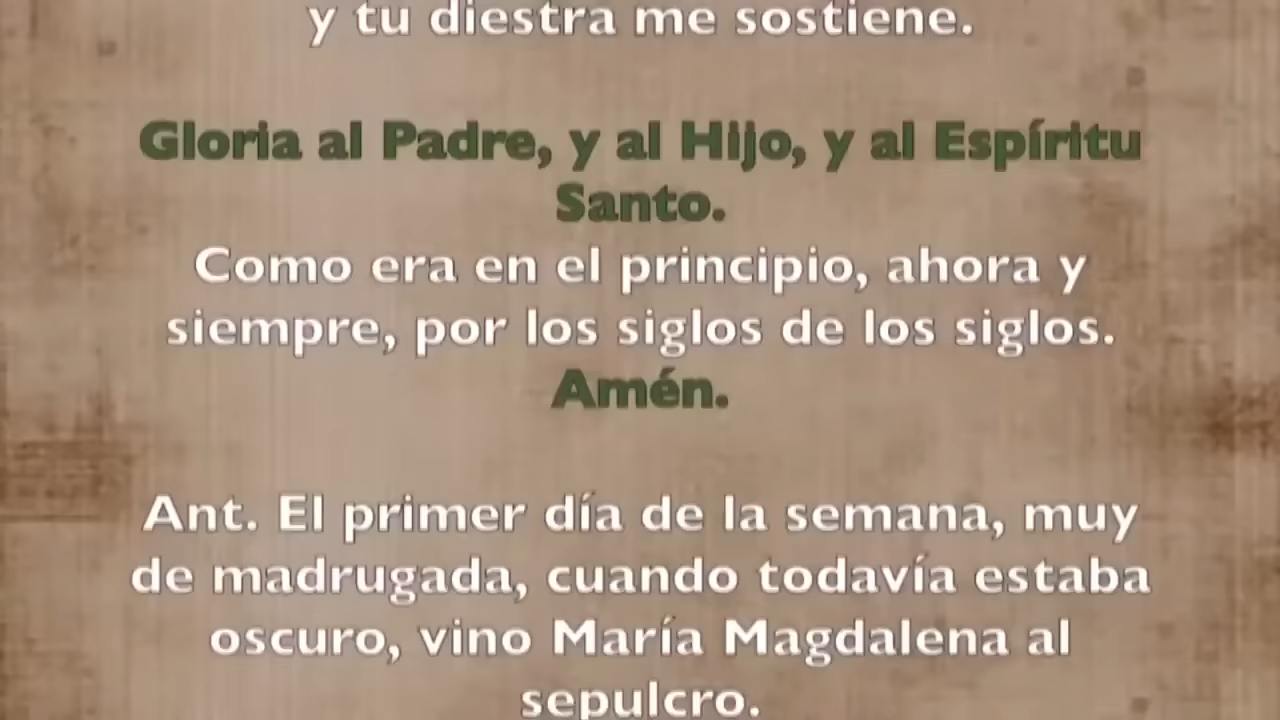 y tu diestra me sostiene.
Gloria al Padre, y al Hijo, y al Espíritu
Santo.
Como era en el principio, ahora y
siempre, por los siglos de los siglos.
Amén.
Ant. El primer día de la semana, muy
de madrugada, cuando todavía estaba
oscuro, vino María Magdalena al
sepulcro.